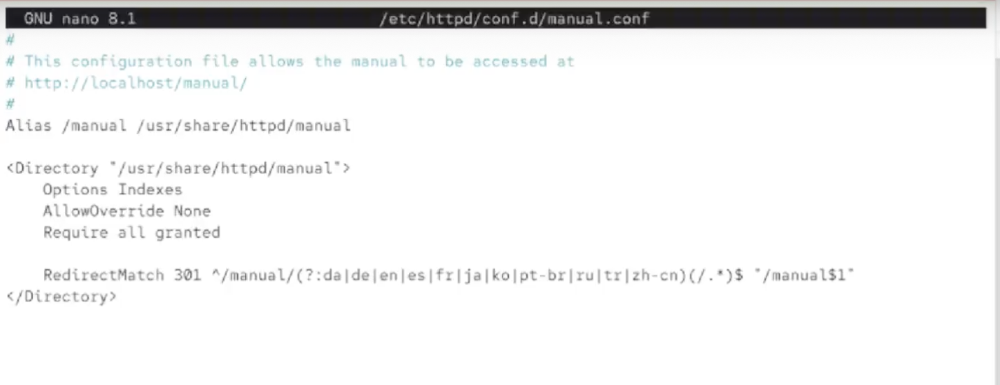 GNU nano 8.1 /etc/httpd/conf.d/manual.conf
#
# This configuration file allows the manual to be accessed at
# http://localhost/manual/
#
Alias /manual /usr/share/httpd/manual
<Directory "/usr/share/httpd/manual">
    Options Indexes
    AllowOverride None
    Require all granted
    RedirectMatch 301 ^/manual/(?:da|de|en|es|fr|ja|ko|pt-br|ru|tr|zh-cn)(/.*)$ "/manual$1"
</Directory>